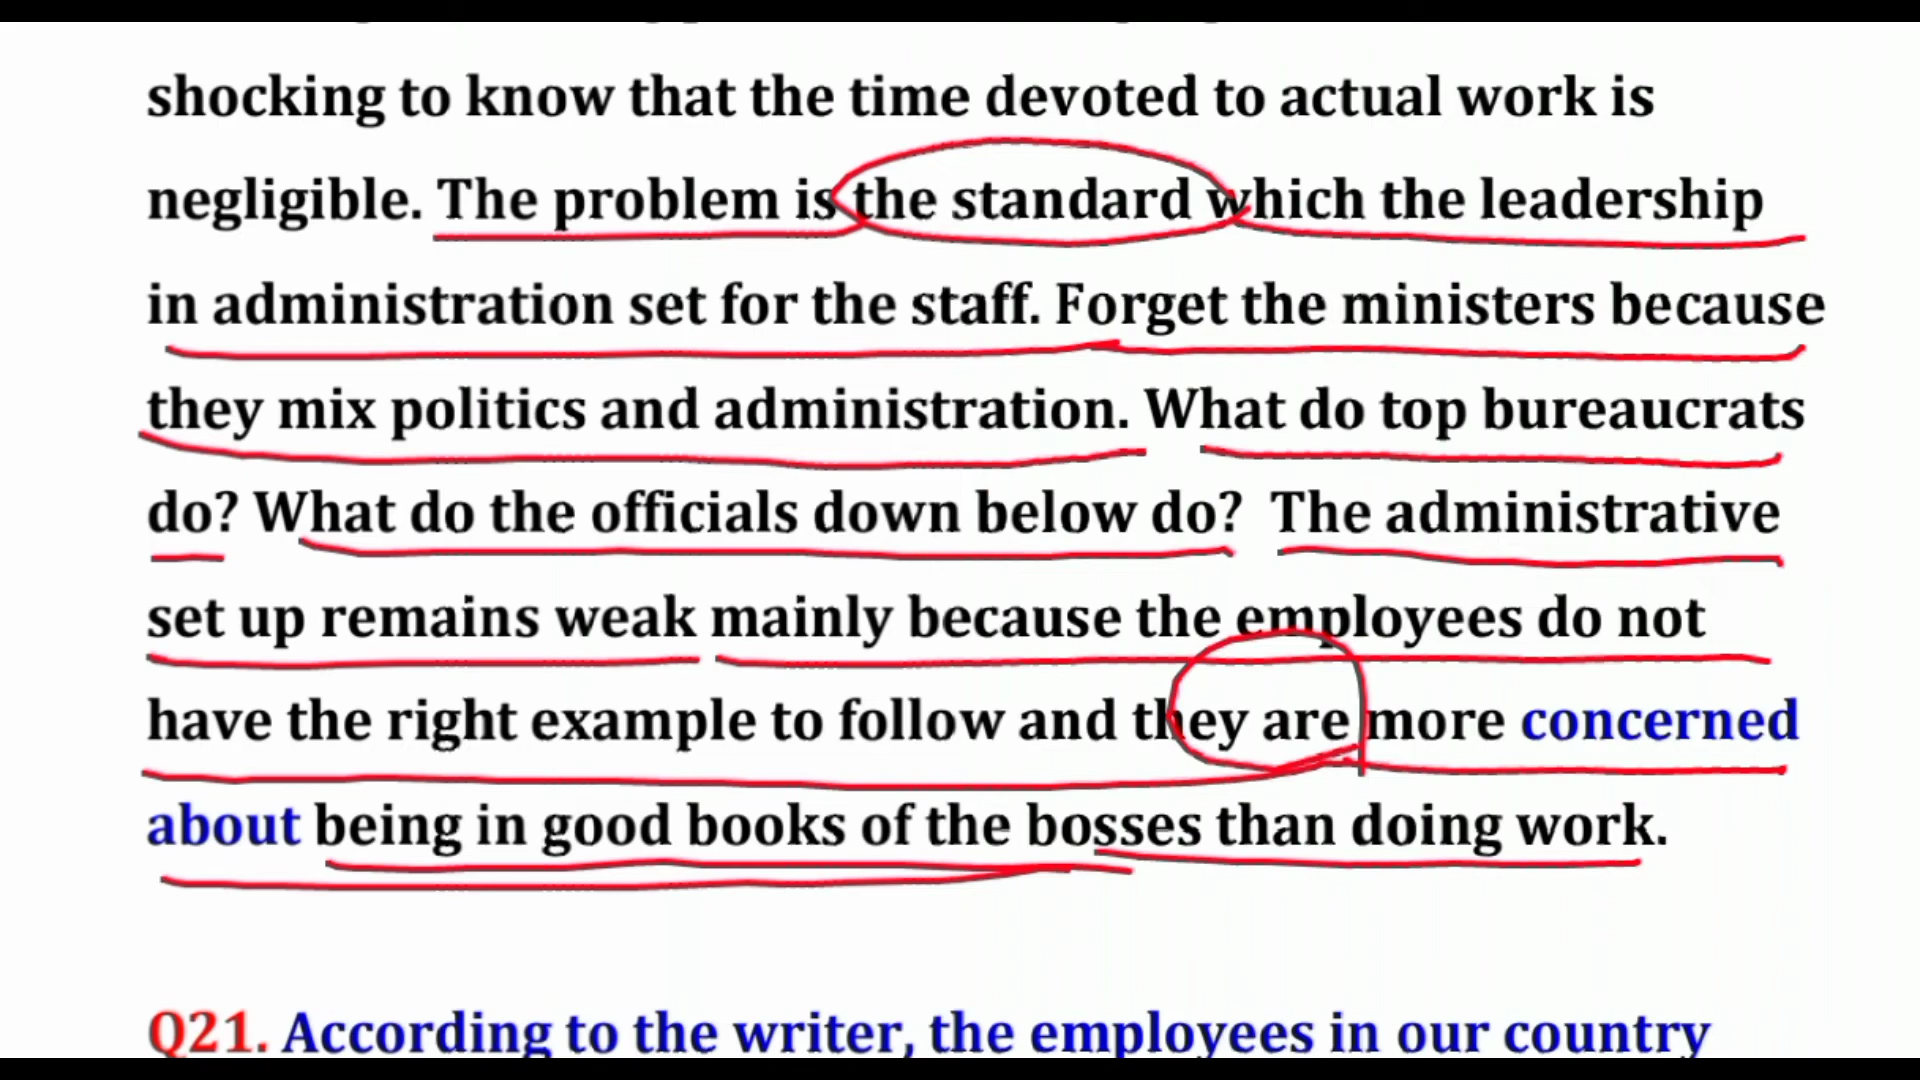 shocking to know that the time devoted to actual work is
negligible. The problem is the standard which the leadership
in administration set for the staff. Forget the ministers because
they mix politics and administration. What do top bureaucrats
do? What do the officials down below do? The administrative
set up remains weak mainly because the employees do not
have the right example to follow and they are more concerned
about being in good books of the bosses than doing work.
Q21. According to the writer, the employees in our country